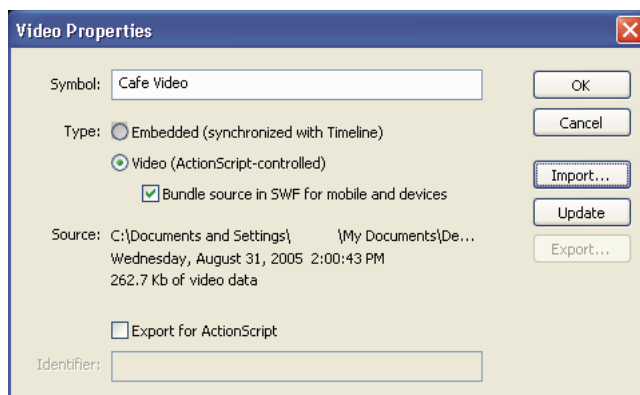 Video Properties
Symbol: Cafe Video
OK
Type: Embedded (synchronized with Timeline)
Cancel
Video (ActionScript-controlled)
Import...
Bundle source in SWF for mobile and devices
Update
Source: C:\Documents and Settings\ \My Documents\De...
Export...
Wednesday, August 31, 2005 2:00:43 PM
262.7 Kb of video data
Export for ActionScript
Identifier: